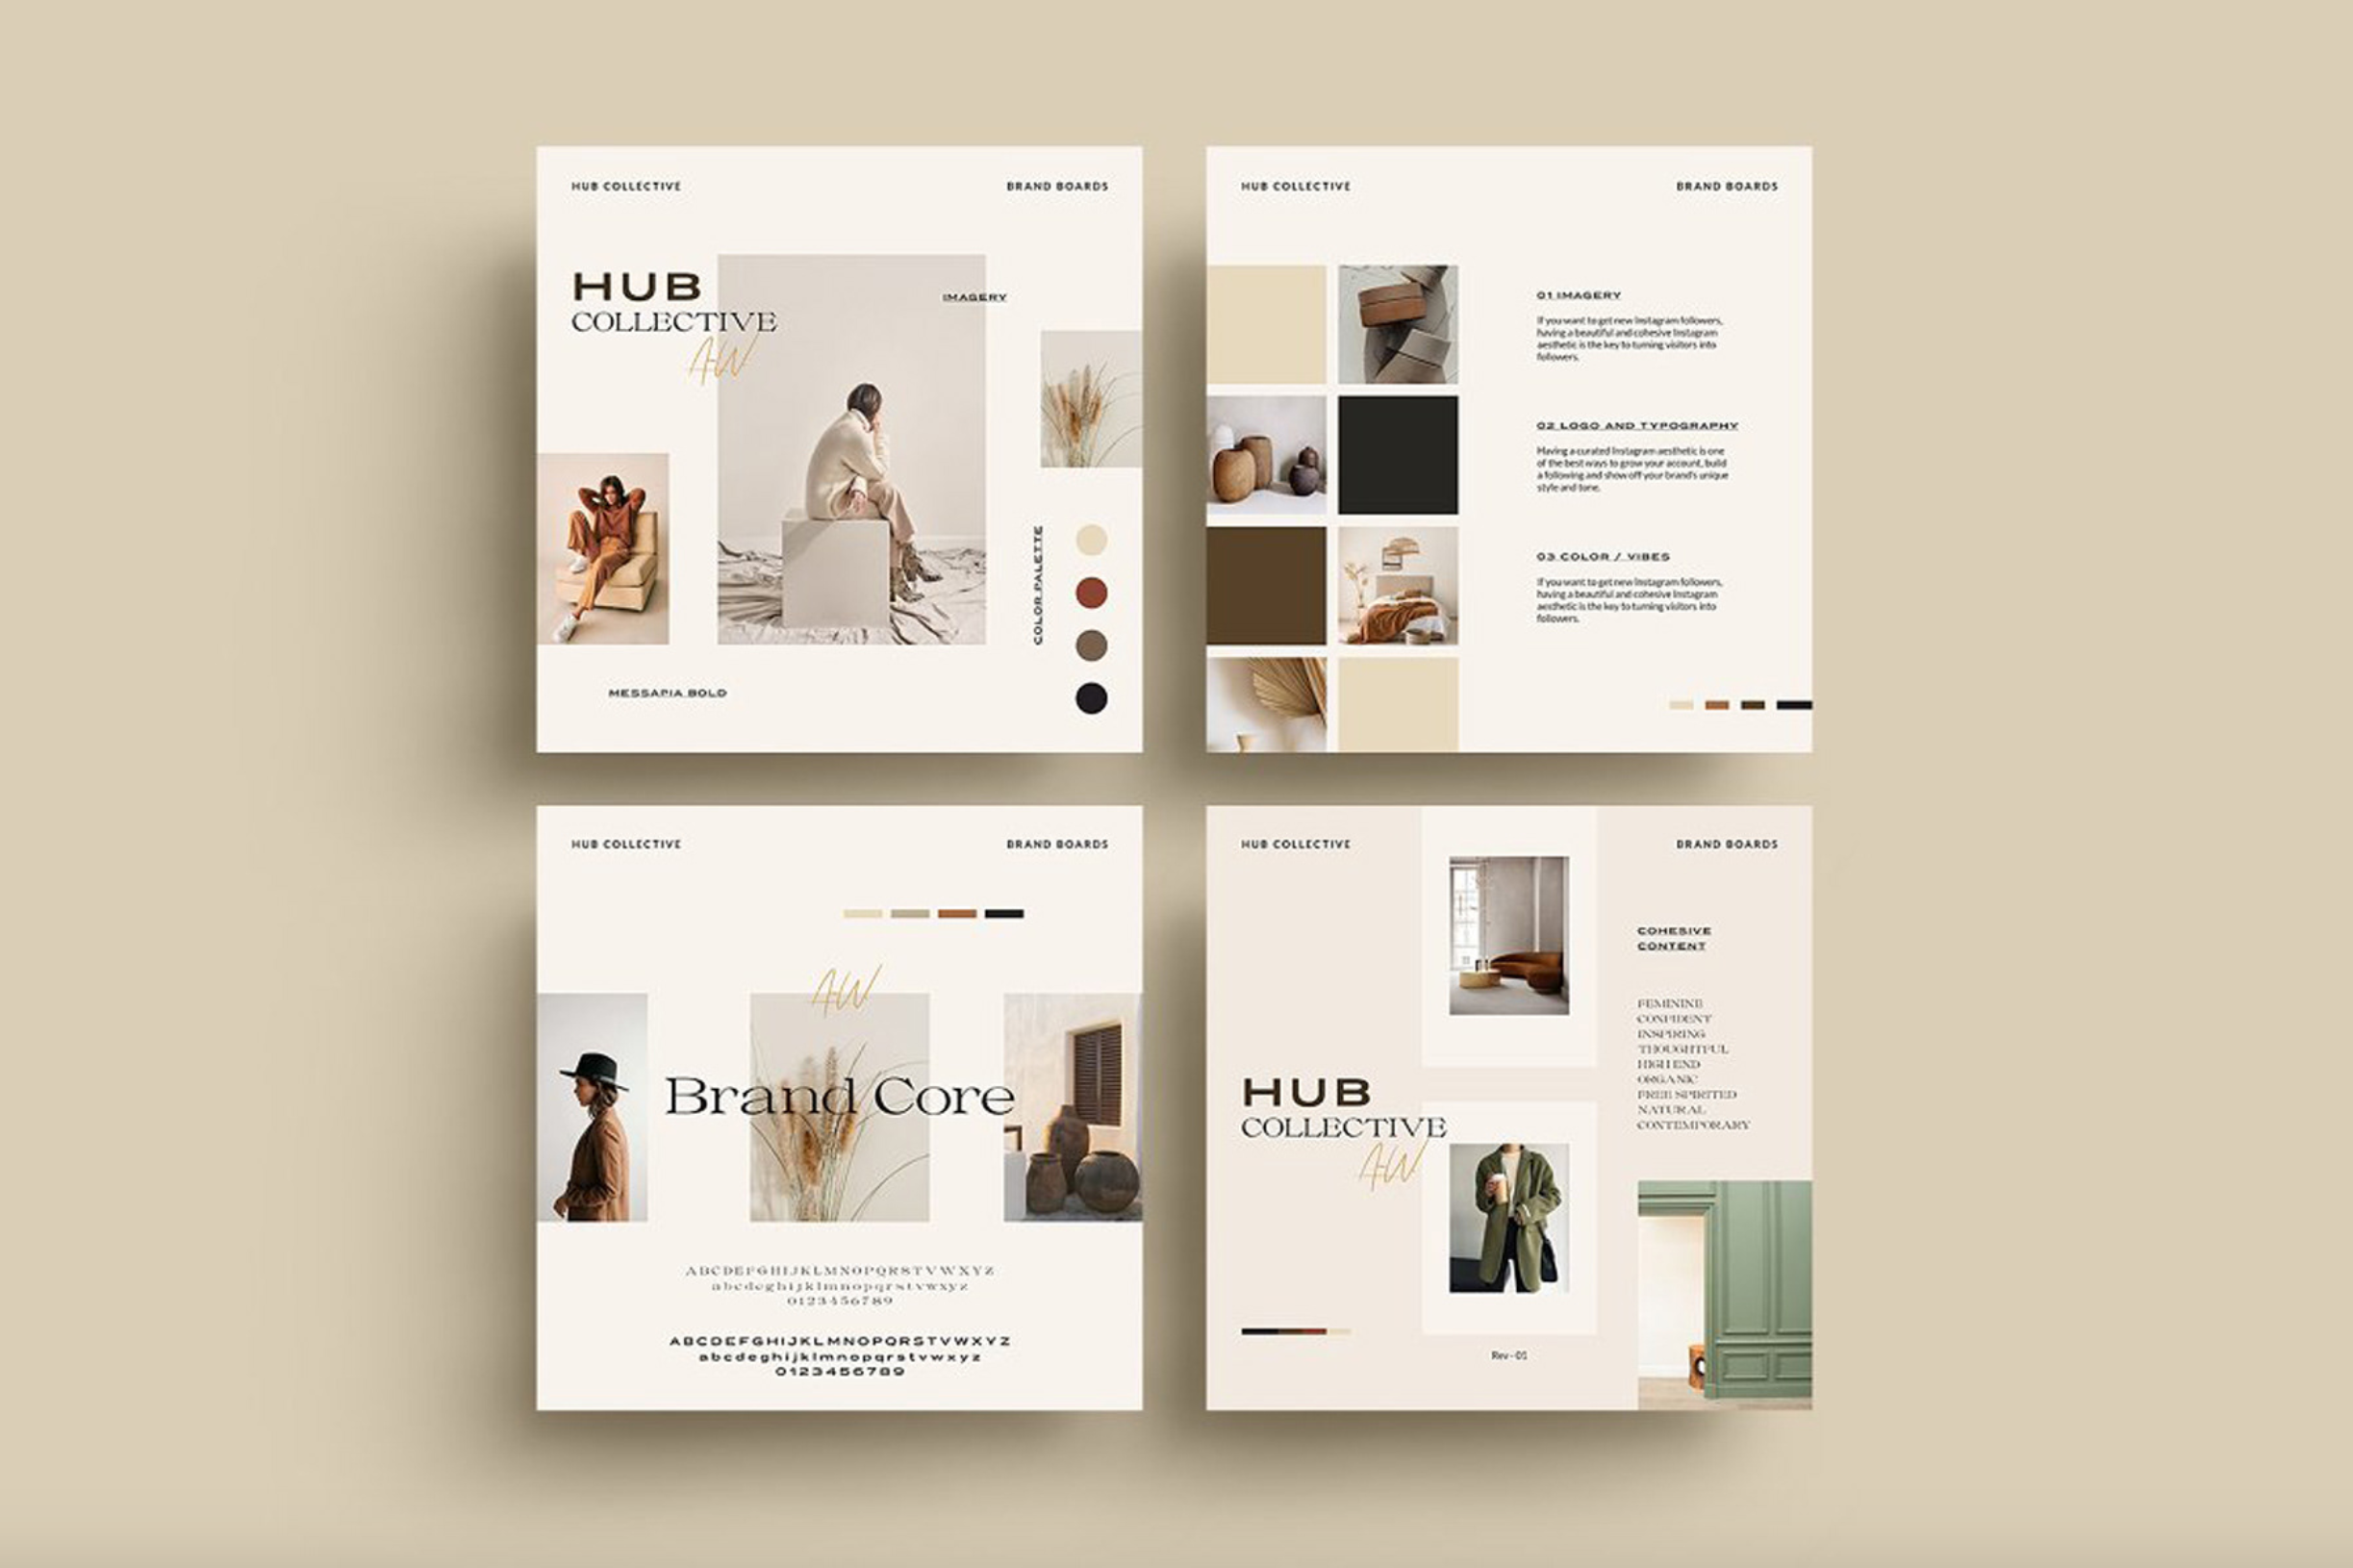 HUB COLLECTIVE
BRAND BOARDS
HUB
COLLECTIVE
AW
IMAGERY
COLOR PALETTE
MESSAPIA BOLD
HUB COLLECTIVE
BRAND BOARDS
01 IMAGERY
If you want to get new Instagram followers,
having a beautiful and cohesive Instagram
aesthetic is the key to turning visitors into
followers.
02 LOGO AND TYPOGRAPHY
Having a curated Instagram aesthetic is one
of the best ways to grow your account, build
a following and show off your brand's unique
style and tone.
03 COLOR / VIBES
If you want to get new Instagram followers,
having a beautiful and cohesive Instagram
aesthetic is the key to turning visitors into
followers.
HUB COLLECTIVE
BRAND BOARDS
AW
Brand Core
ABCDEFGHIJKLMNOPQRSTVWXYZ
abcdeghijklmnopqrstvwxyz
0123456789
ABCDEFGHIJKLMNOPQRSTVWXYZ
abcdeghijklmnopqrstvwxyz
0123456789
HUB COLLECTIVE
BRAND BOARDS
COHESIVE
CONTENT
FEMININE
CONFIDENT
INSPIRING
THOUGHTFUL
HIGH END
ORGANIC
FREE SPIRITED
NATURAL
CONTEMPORARY
HUB
COLLECTIVE
AW
Rev-01